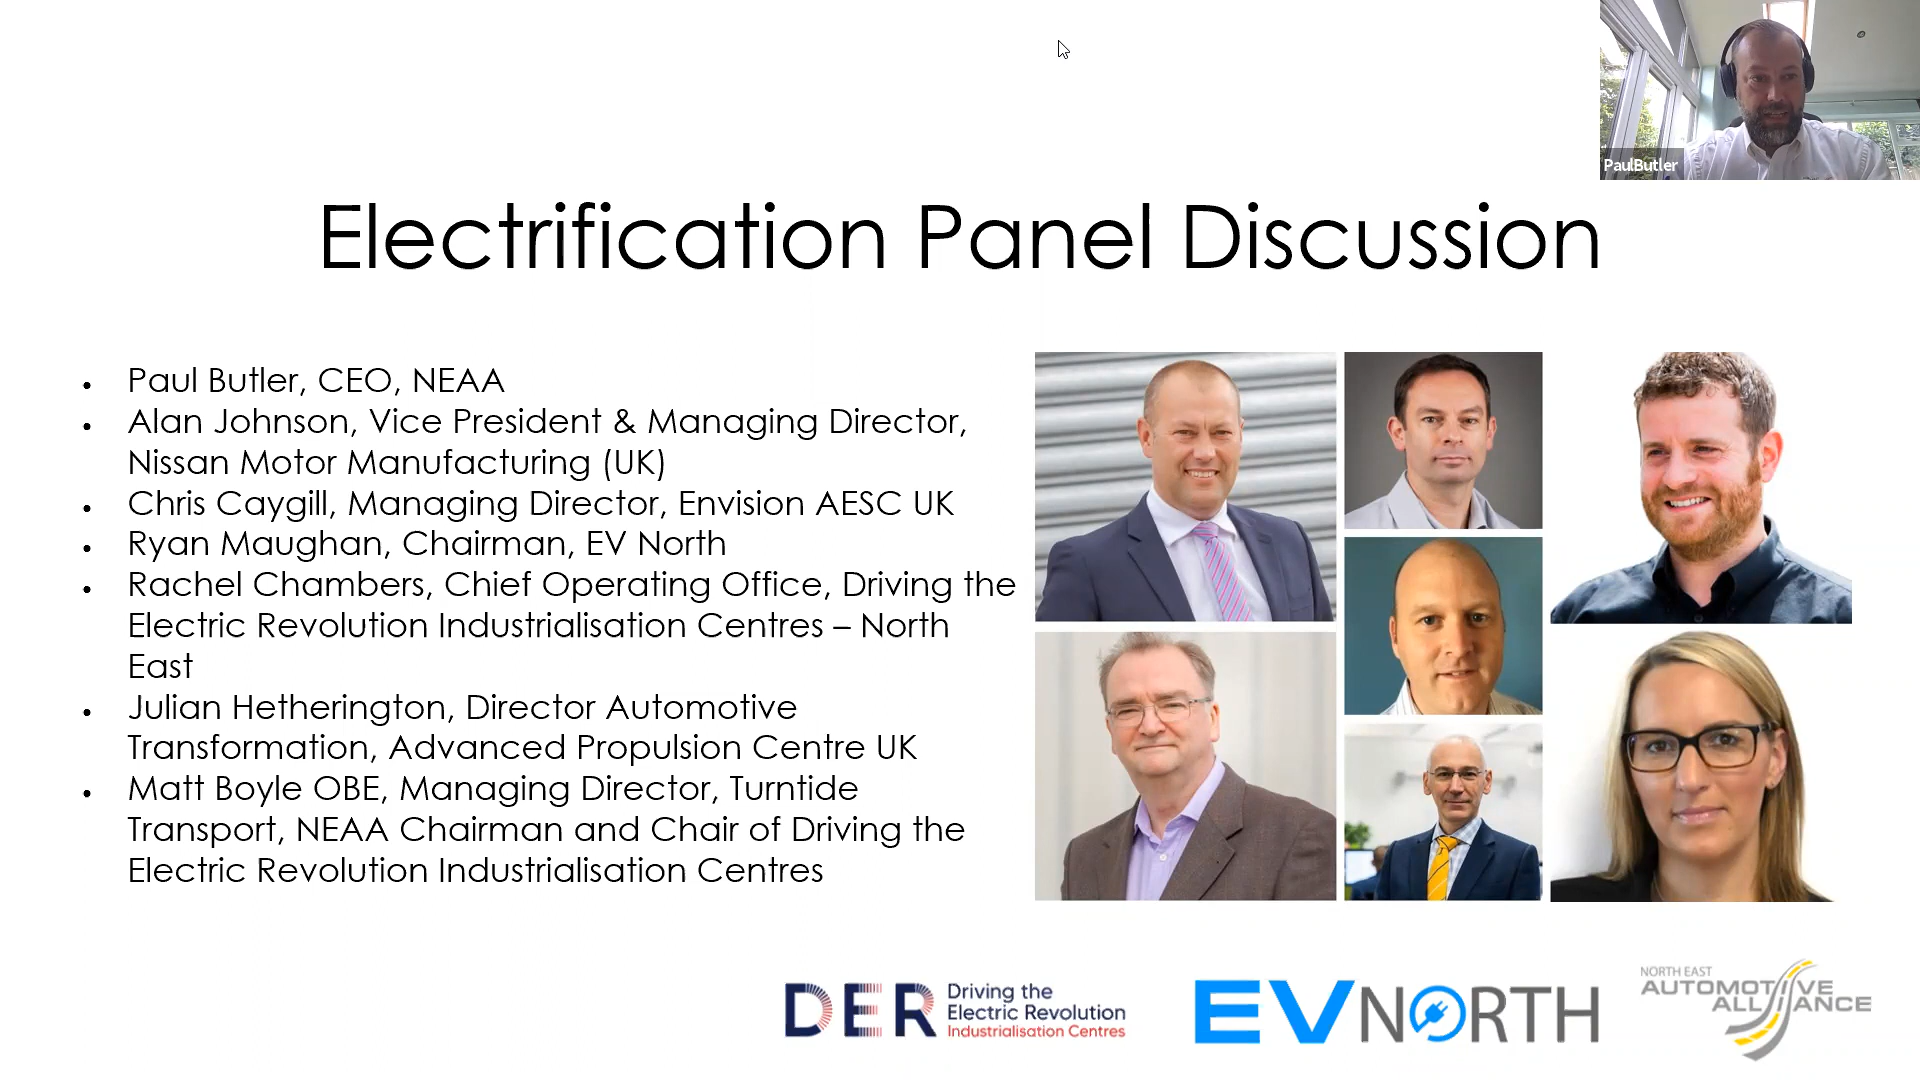 PaulButler
Electrification Panel Discussion
• Paul Butler, CEO, NEAA
• Alan Johnson, Vice President & Managing Director,
Nissan Motor Manufacturing (UK)
• Chris Caygill, Managing Director, Envision AESC UK
• Ryan Maughan, Chairman, EV North
• Rachel Chambers, Chief Operating Office, Driving the
Electric Revolution Industrialisation Centres – North
East
• Julian Hetherington, Director Automotive
Transformation, Advanced Propulsion Centre UK
• Matt Boyle OBE, Managing Director, Turntide
Transport, NEAA Chairman and Chair of Driving the
Electric Revolution Industrialisation Centres
DER
Driving the
Electric Revolution
Industrialisation Centres
EVNORTH
NORTH EAST
AUTOMOTIVE
ALLIANCE